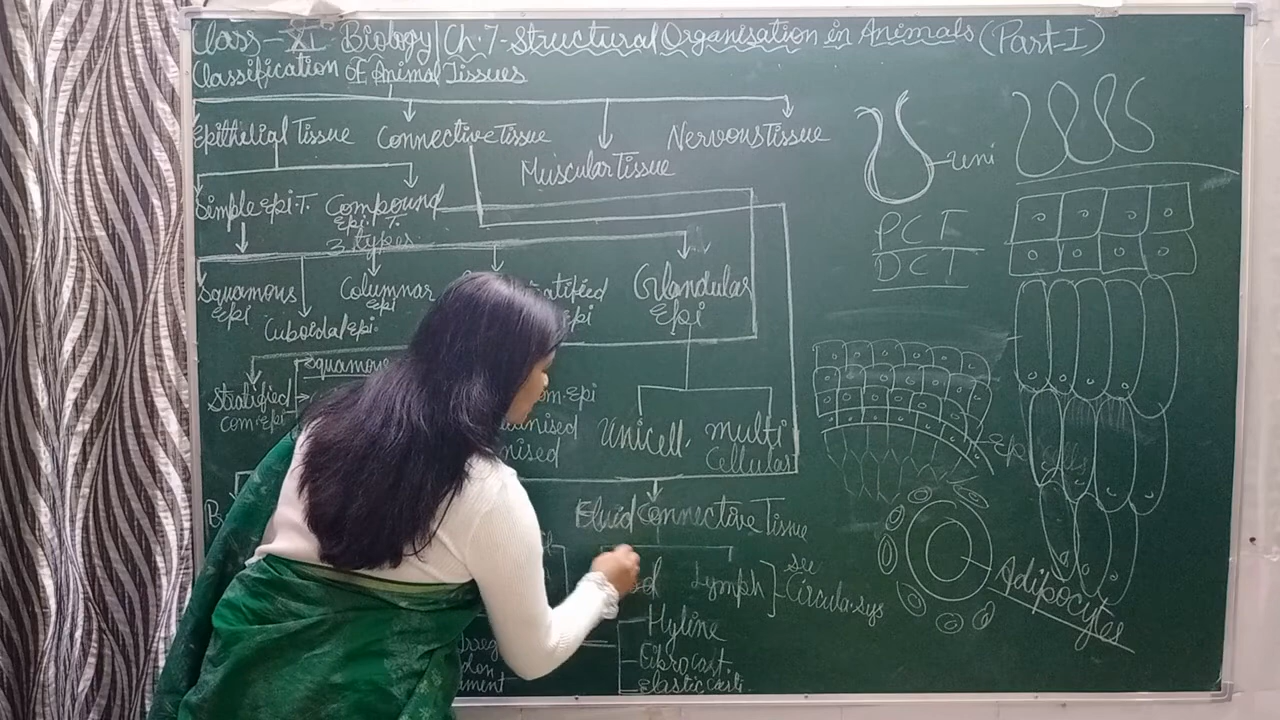 Class-XI Biology/Ch.7-Structural Organisation in Animals (Part-I)
Classification Of Animal Tissues
Epithelial Tissue Connective Tissue Nervous Tissue
Muscular Tissue
Uni
Simple Epi.T. Compound
Epi. T.
3 types
PCT
DCT
Squamous
Epi
Columnar
Epi
Glandular
Epi
Cuboidal Epi.
Squamous
Stratified
com Epi
Unicell. Multi
Cellular
Fluid Connective Tissue
Lymph] see
Circula.sys
Adipocytes
Hyline
Fibrocart.
Elastic carti.